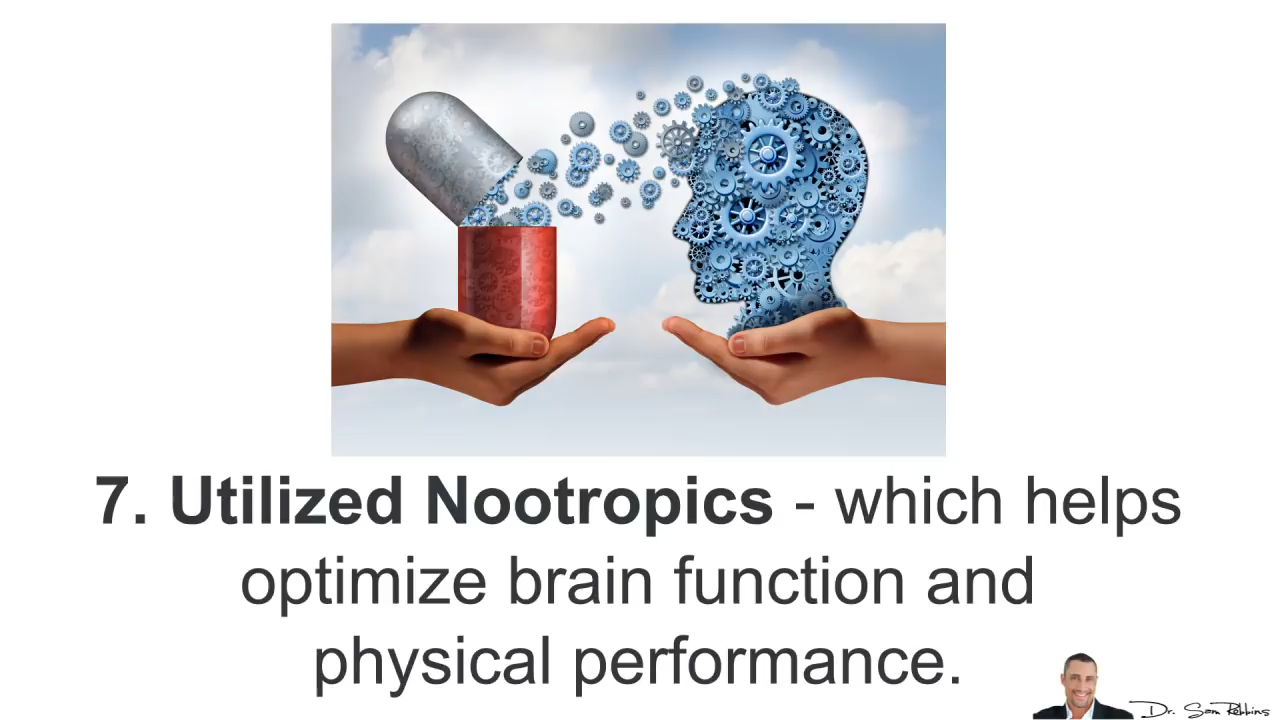 7. Utilized Nootropics - which helps
optimize brain function and
physical performance.
Dr. Sam Robbins